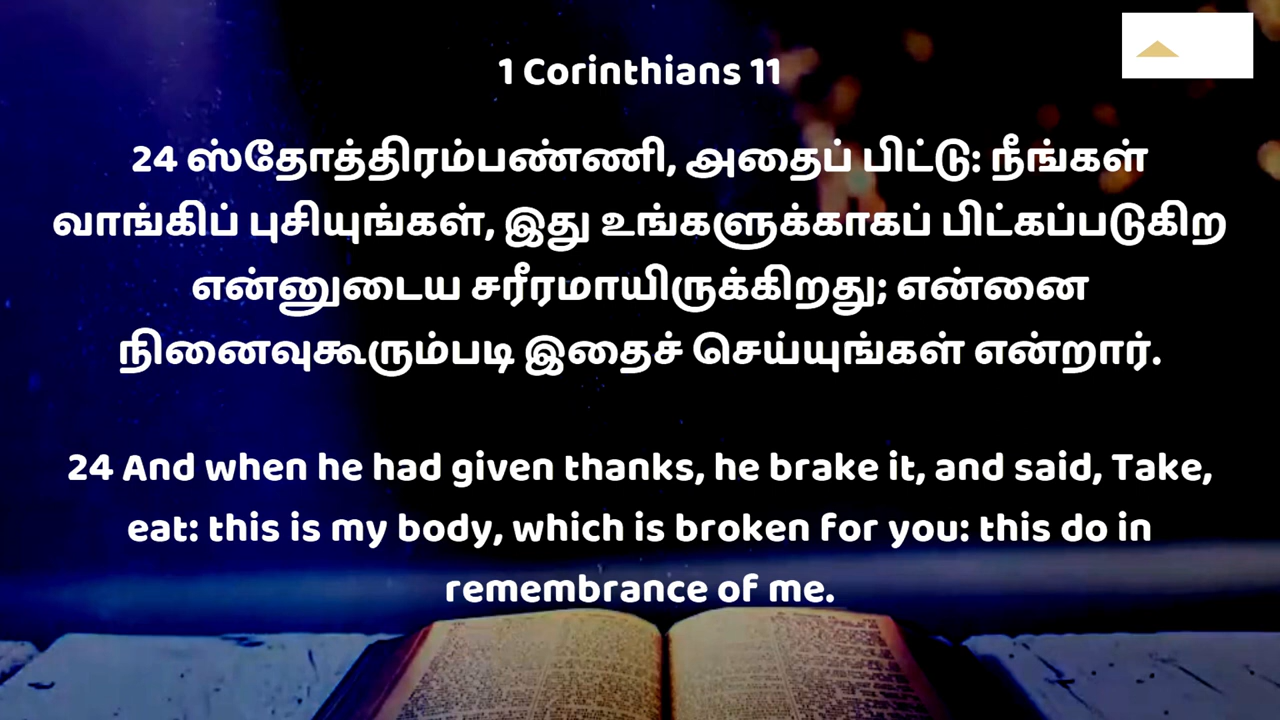 1 Corinthians 11
24 ஸ்தோத்திரம்பண்ணி, அதைப் பிட்டு: நீங்கள்
வாங்கிப் புசியுங்கள், இது உங்களுக்காகப் பிட்கப்படுகிற
என்னுடைய சரீரமாயிருக்கிறது; என்னை
நினைவுகூரும்படி இதைச் செய்யுங்கள் என்றார்.
24 And when he had given thanks, he brake it, and said, Take,
eat: this is my body, which is broken for you: this do in
remembrance of me.